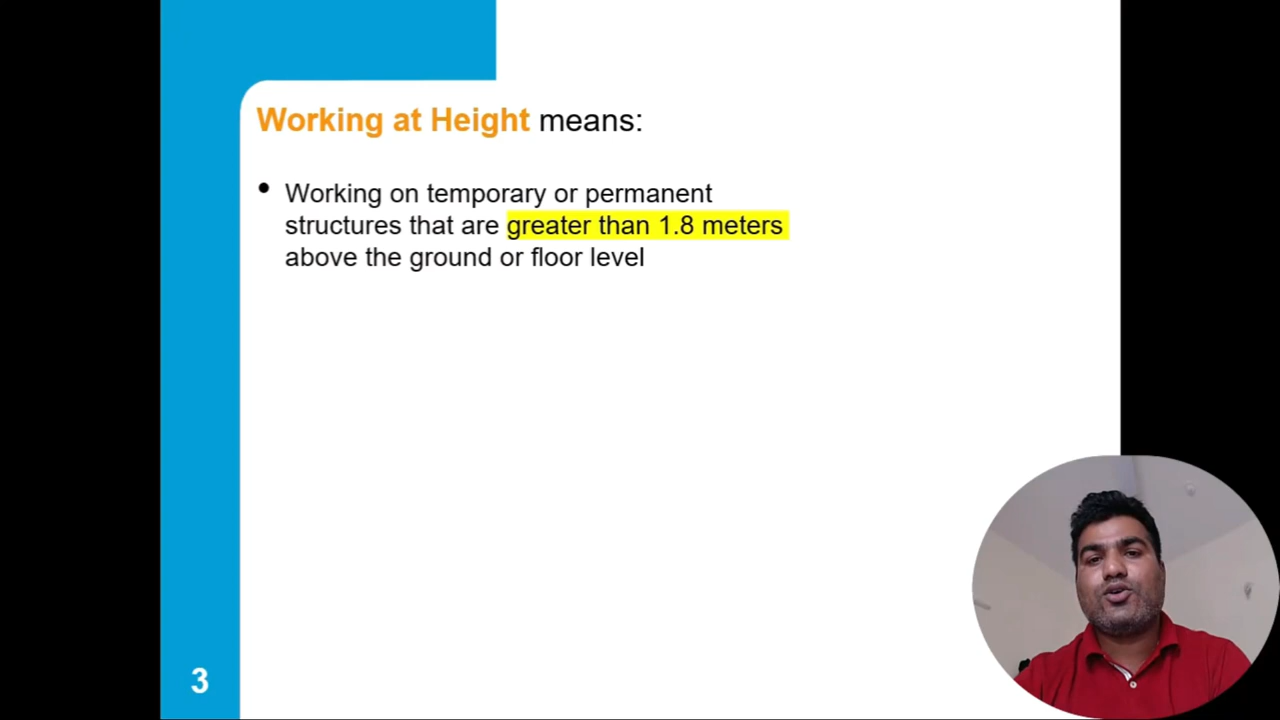 Working at Height means:
• Working on temporary or permanent
structures that are greater than 1.8 meters
above the ground or floor level
3